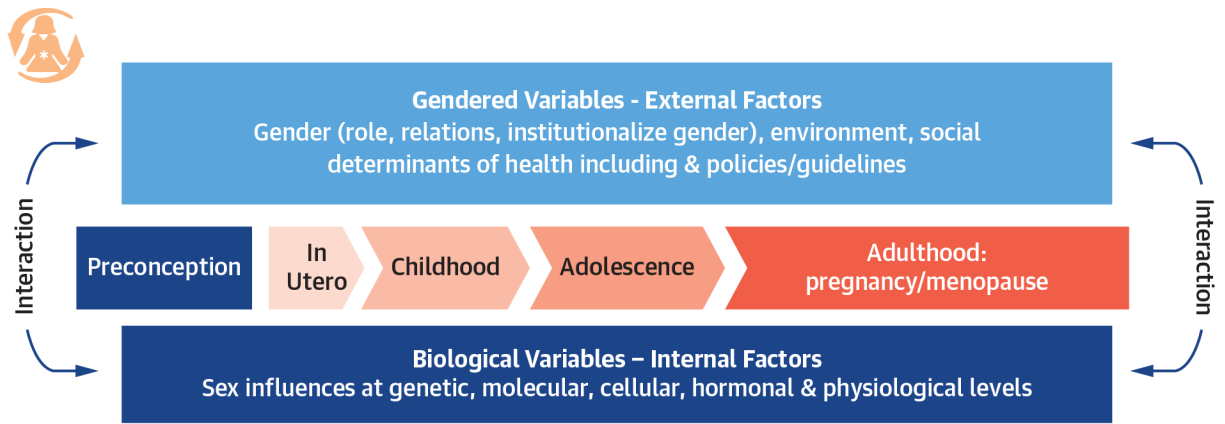 Gendered Variables - External Factors
Gender (role, relations, institutionalize gender), environment, social
determinants of health including & policies/guidelines
Interaction
Preconception
In
Utero
Childhood
Adolescence
Adulthood:
pregnancy/menopause
Interaction
Biological Variables – Internal Factors
Sex influences at genetic, molecular, cellular, hormonal & physiological levels